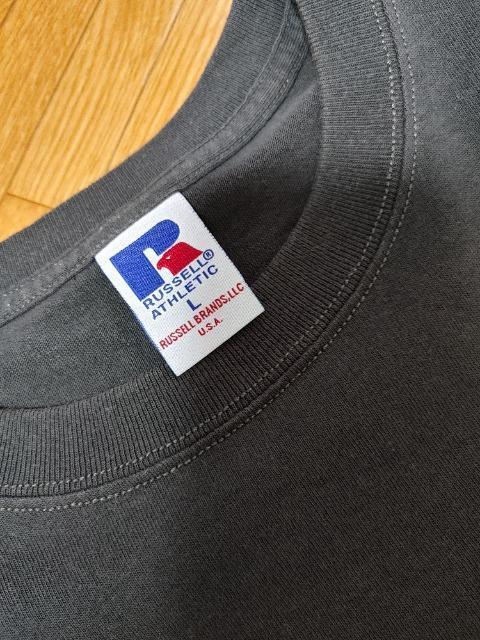 R
RUSSELL®
ATHLETIC
L
RUSSELL BRANDS, LLC
U.S.A.